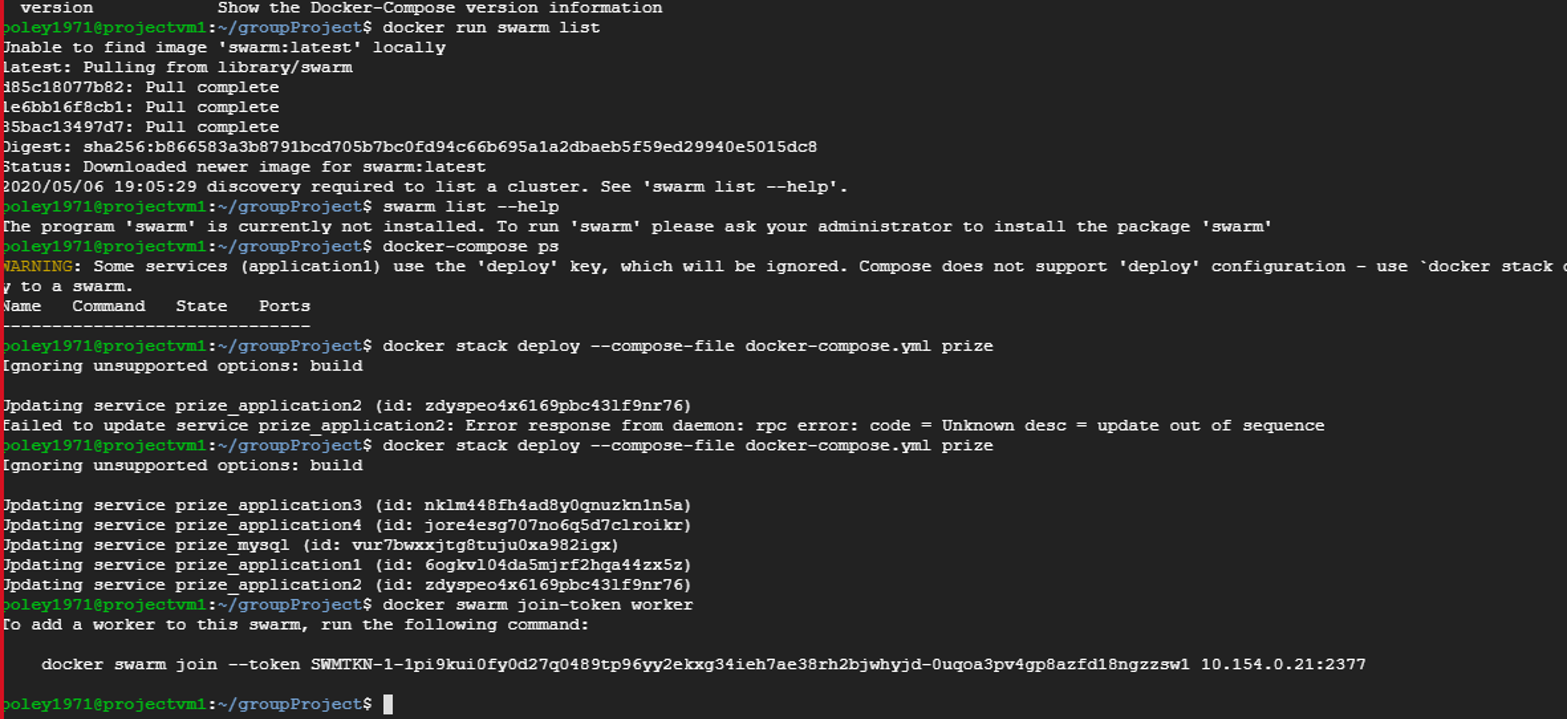 version Show the Docker-Compose version information
poley1971@projectvm1:~/groupProject$ docker run swarm list
Unable to find image 'swarm:latest' locally
latest: Pulling from library/swarm
d85c18077b82: Pull complete
1e6bb16f8cb1: Pull complete
85bac13497d7: Pull complete
Digest: sha256:b866583a3b8791bcd705b7bc0fd94c66b695a1a2dbaeb5f59ed29940e5015dc8
Status: Downloaded newer image for swarm:latest
2020/05/06 19:05:29 discovery required to list a cluster. See 'swarm list --help'.
poley1971@projectvm1:~/groupProject$ swarm list --help
The program 'swarm' is currently not installed. To run 'swarm' please ask your administrator to install the package 'swarm'
poley1971@projectvm1:~/groupProject$ docker-compose ps
WARNING: Some services (application1) use the 'deploy' key, which will be ignored. Compose does not support 'deploy' configuration - use `docker stack
y to a swarm.
Name Command State Ports
------------------------------
poley1971@projectvm1:~/groupProject$ docker stack deploy --compose-file docker-compose.yml prize
Ignoring unsupported options: build
Updating service prize_application2 (id: zdyspeo4x6169pbc43lf9nr76)
failed to update service prize_application2: Error response from daemon: rpc error: code = Unknown desc = update out of sequence
poley1971@projectvm1:~/groupProject$ docker stack deploy --compose-file docker-compose.yml prize
Ignoring unsupported options: build
Updating service prize_application3 (id: nklm448fh4ad8y0qnuzkn1n5a)
Updating service prize_application4 (id: jore4esg707no6q5d7clroikr)
Updating service prize_mysql (id: vur7bwxxjtg8tuju0xa982igx)
Updating service prize_application1 (id: 6ogkvl04da5mjrf2hqa44zx5z)
Updating service prize_application2 (id: zdyspeo4x6169pbc43lf9nr76)
poley1971@projectvm1:~/groupProject$ docker swarm join-token worker
To add a worker to this swarm, run the following command:
docker swarm join --token SWMTKN-1-1pi9kui0fy0d27q0489tp96yy2ekxg34ieh7ae38rh2bjwhyjd-0uqoa3pv4gp8azfd18ngzzsw1 10.154.0.21:2377
poley1971@projectvm1:~/groupProject$